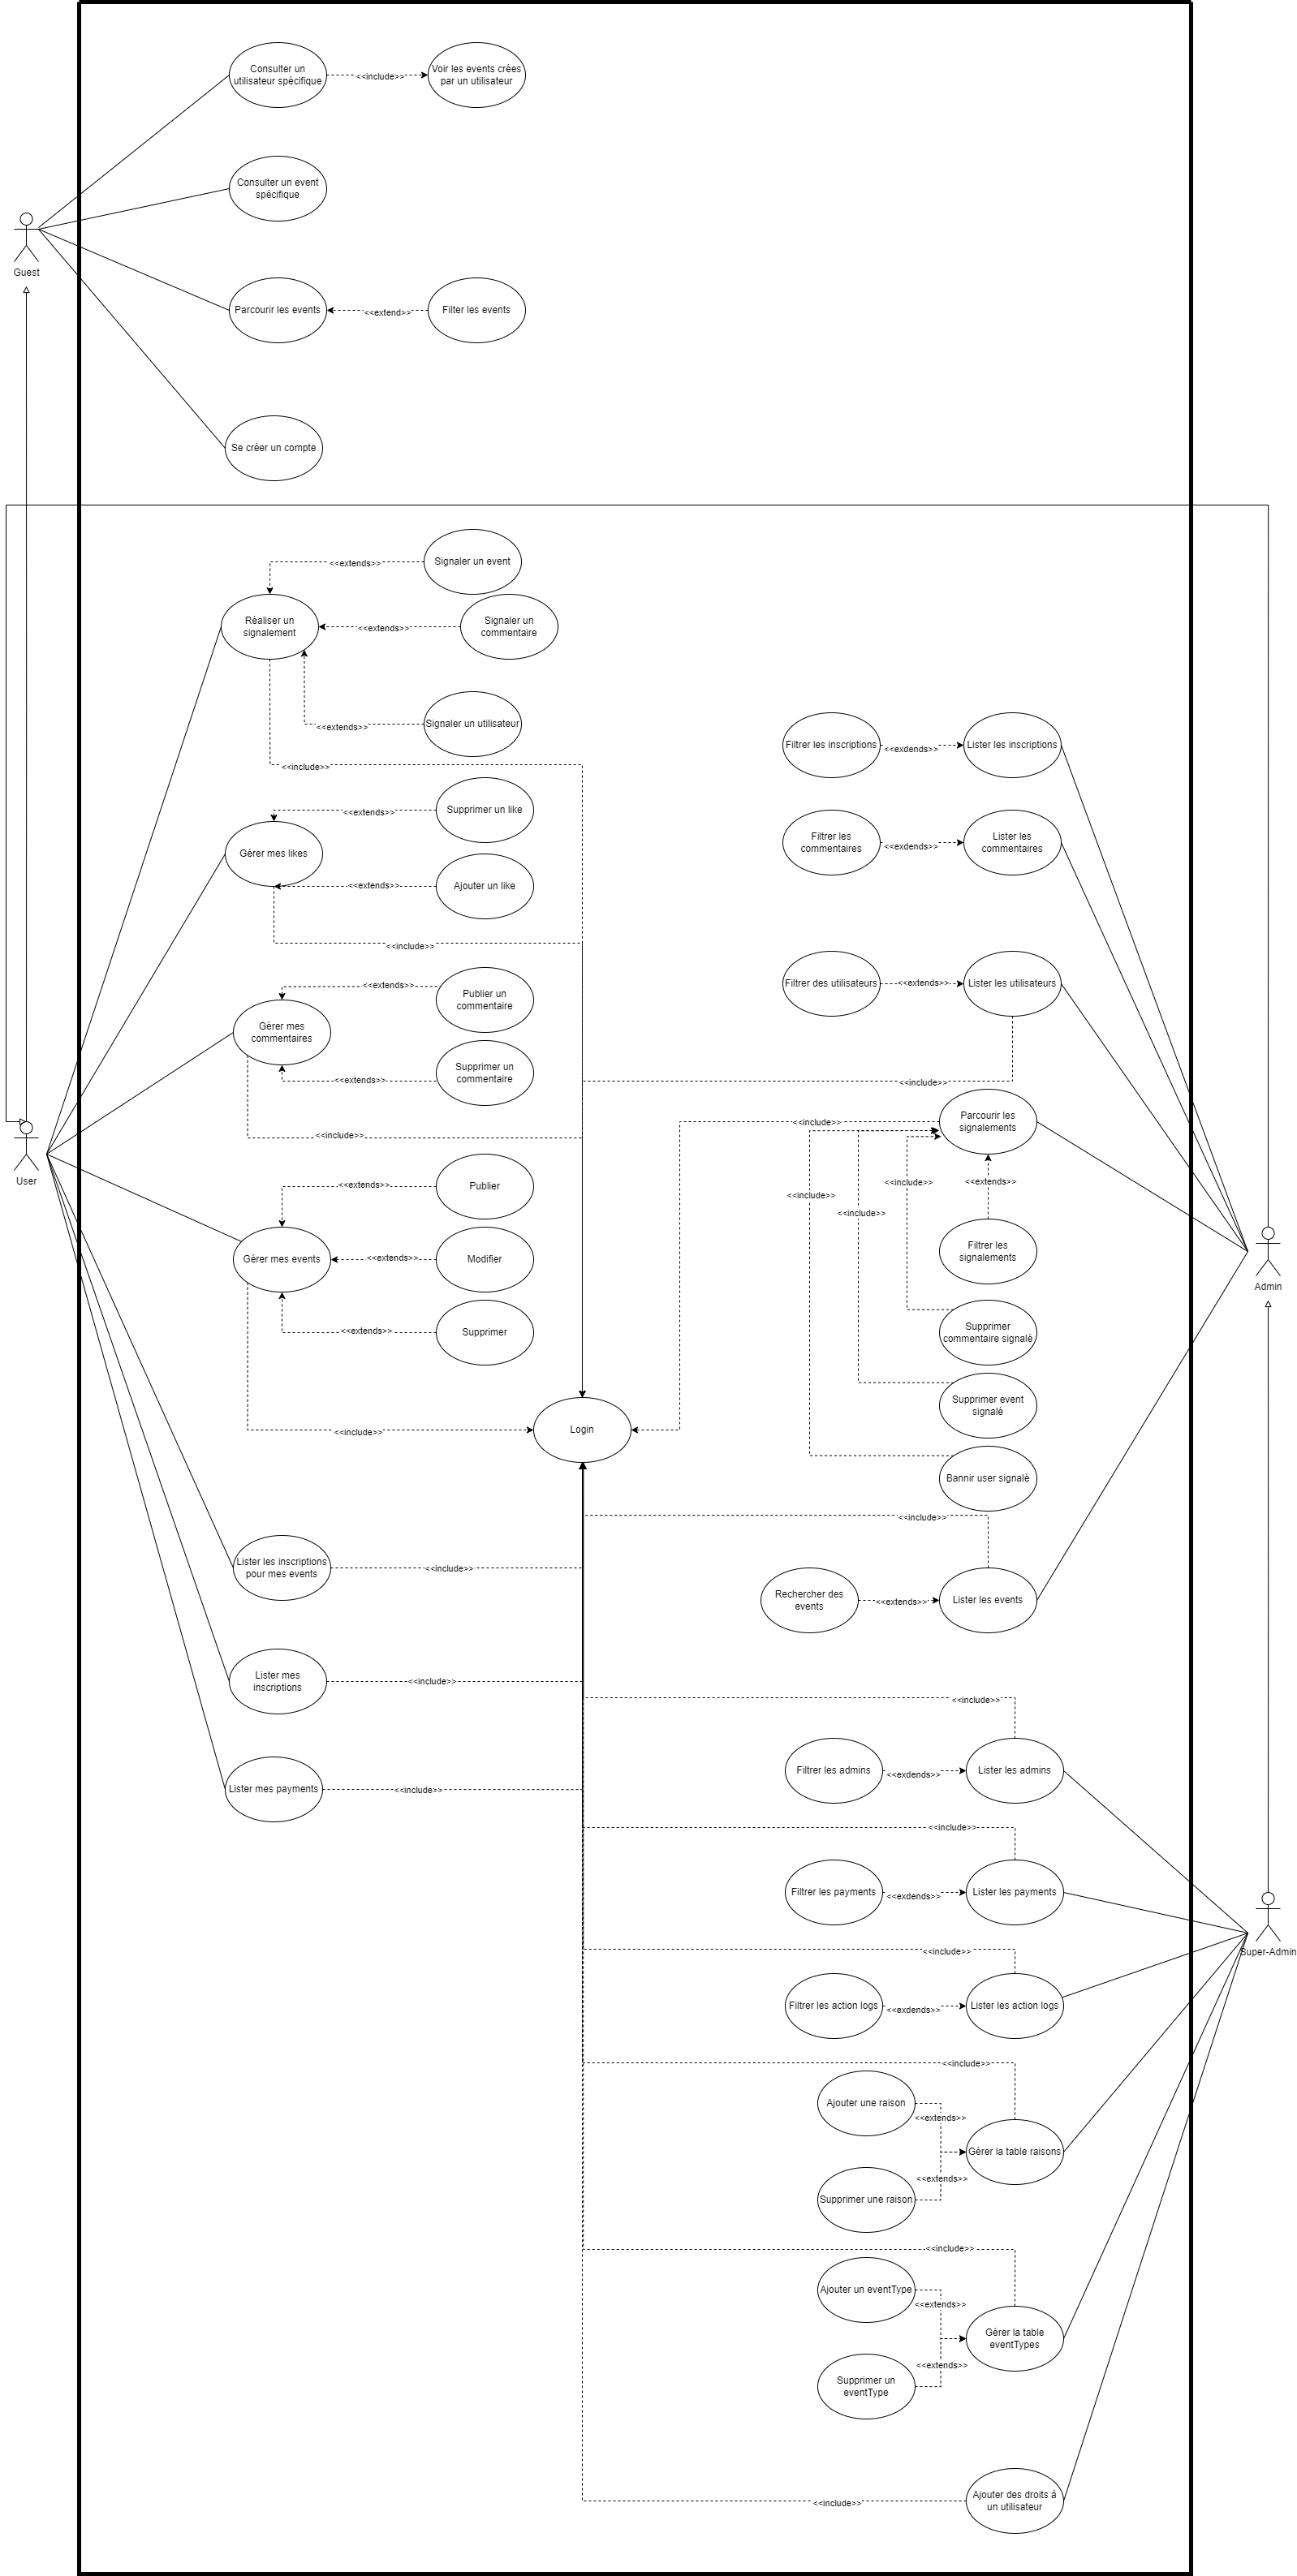 Consulter un
utilisateur spécifique
<<include>>
Voir les events crées
par un utilisateur
Consulter un event
spécifique
Guest
Parcourir les events
<<extend>>
Filter les events
Se créer un compte
Signaler un event
<<extends>>
Réaliser un
signalement
<<extends>>
Signaler un
commentaire
<<extends>>
Signaler un utilisateur
<<include>>
Filtrer les inscriptions
<<exdends>>
Lister les inscriptions
Supprimer un like
<<extends>>
Gérer mes likes
<<extends>>
Ajouter un like
<<include>>
Filtrer les
commentaires
<<exdends>>
Lister les
commentaires
Filtrer des utilisateurs
<<extends>>
Lister les utilisateurs
<<extends>>
Publier un
commentaire
Gérer mes
commentaires
Supprimer un
commentaire
<<extends>>
<<include>>
<<include>>
User
<<include>>
Parcourir les
signalements
<<include>>
<<include>>
<<include>>
<<extends>>
<<extends>>
Publier
Gérer mes events
<<extends>>
Modifier
<<extends>>
Supprimer
Filtrer les
signalements
Admin
Supprimer
commentaire signalé
Supprimer event
signalé
Bannir user signalé
<<include>>
Login
<<include>>
Lister les inscriptions
pour mes events
<<include>>
Rechercher des
events
<<extends>>
Lister les events
Lister mes
inscriptions
<<include>>
<<include>>
Filtrer les admins
<<exdends>>
Lister les admins
Lister mes payments
<<include>>
<<include>>
Filtrer les payments
<<exdends>>
Lister les payments
Super-Admin
<<include>>
Filtrer les action logs
<<exdends>>
Lister les action logs
<<include>>
Ajouter une raison
<<extends>>
Gérer la table raisons
<<extends>>
Supprimer une raison
<<include>>
Ajouter un eventType
<<extends>>
Gérer la table
eventTypes
<<extends>>
Supprimer un
eventType
Ajouter des droits à
un utilisateur
<<include>>